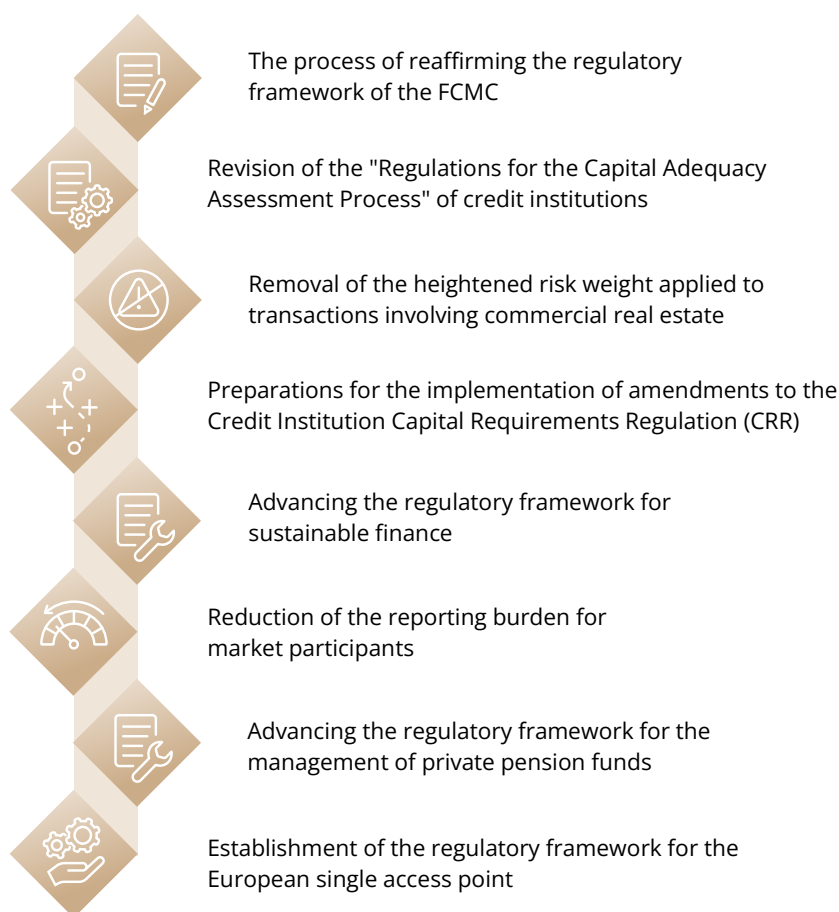 The process of reaffirming the regulatory
framework of the FCMC
Revision of the "Regulations for the Capital Adequacy
Assessment Process" of credit institutions
Removal of the heightened risk weight applied to
transactions involving commercial real estate
Preparations for the implementation of amendments to the
Credit Institution Capital Requirements Regulation (CRR)
Advancing the regulatory framework for
sustainable finance
Reduction of the reporting burden for
market participants
Advancing the regulatory framework for the
management of private pension funds
Establishment of the regulatory framework for the
European single access point